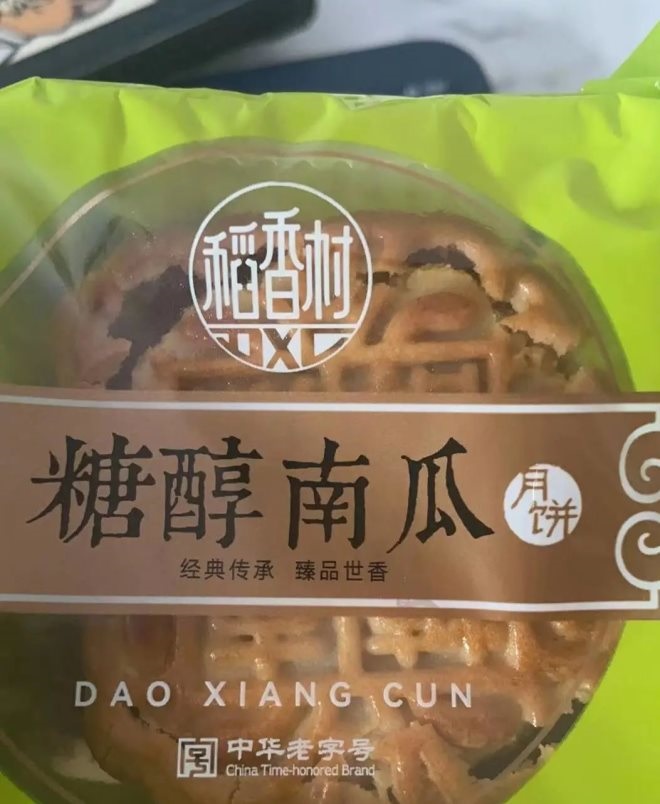 稻香村
DXC
糖醇南瓜月饼
经典传承 臻品世香
DAO XIANG CUN
中华老字号
China Time-honored Brand